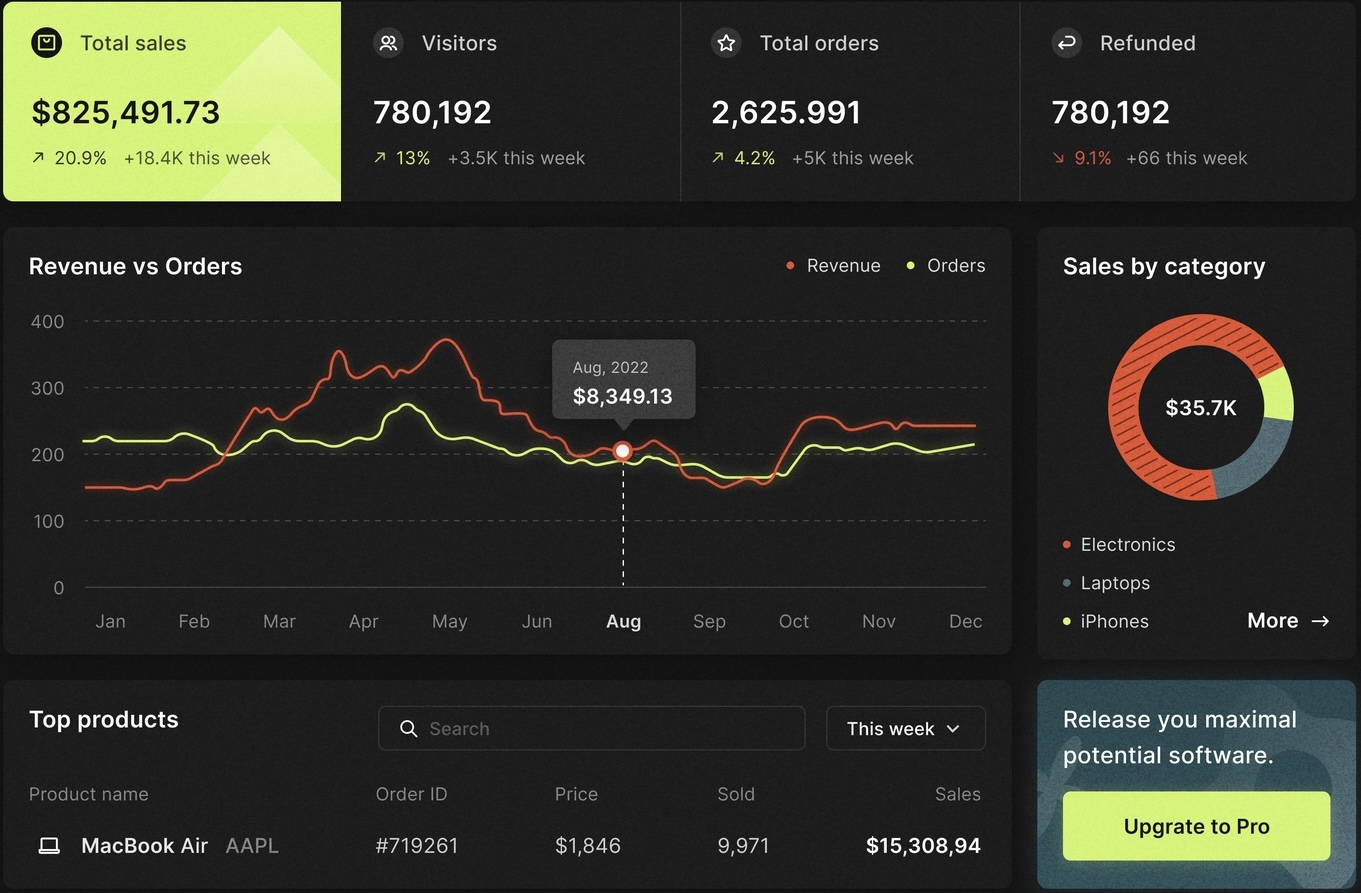 Total sales
$825,491.73
20.9% +18.4K this week
Visitors
780,192
13% +3.5K this week
Total orders
2,625.991
4.2% +5K this week
Refunded
780,192
9.1% +66 this week
Revenue vs Orders
Revenue
Orders
400
300
200
100
0
Aug, 2022
$8,349.13
Jan Feb Mar Apr May Jun Aug Sep Oct Nov Dec
Sales by category
$35.7K
Electronics
Laptops
iPhones
More
Top products
Search
This week
Product name Order ID Price Sold Sales
MacBook Air AAPL #719261 $1,846 9,971 $15,308,94
Release you maximal
potential software.
Upgrate to Pro